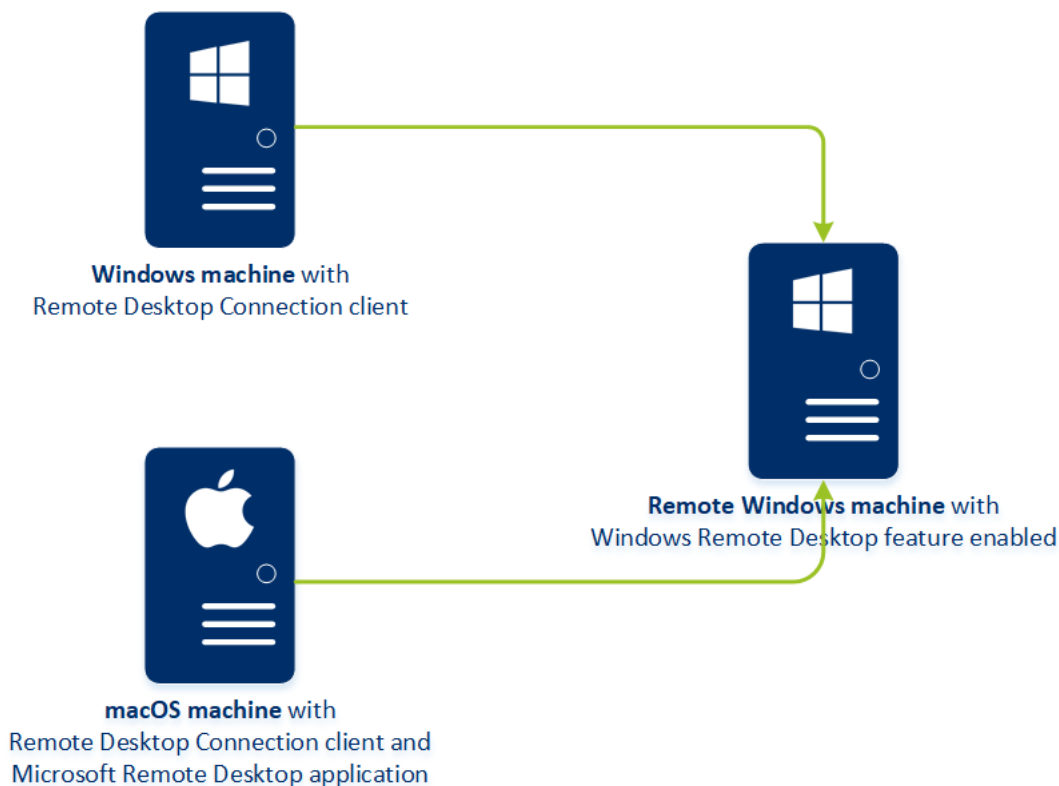 Windows machine with
Remote Desktop Connection client
Remote Windows machine with
Windows Remote Desktop feature enabled
macOS machine with
Remote Desktop Connection client and
Microsoft Remote Desktop application